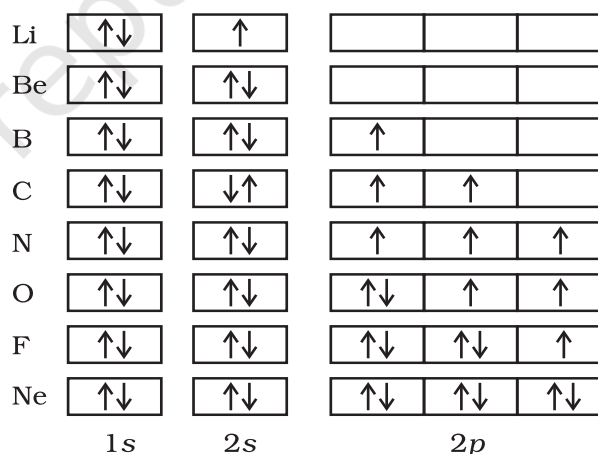 Li ↑↓ ↑
Be ↑↓ ↑↓
B ↑↓ ↑↓ ↑
C ↑↓ ↓↑ ↑ ↑
N ↑↓ ↑↓ ↑ ↑ ↑
O ↑↓ ↑↓ ↑↓ ↑ ↑
F ↑↓ ↑↓ ↑↓ ↑↓ ↑
Ne ↑↓ ↑↓ ↑↓ ↑↓ ↑↓
1s 2s 2p